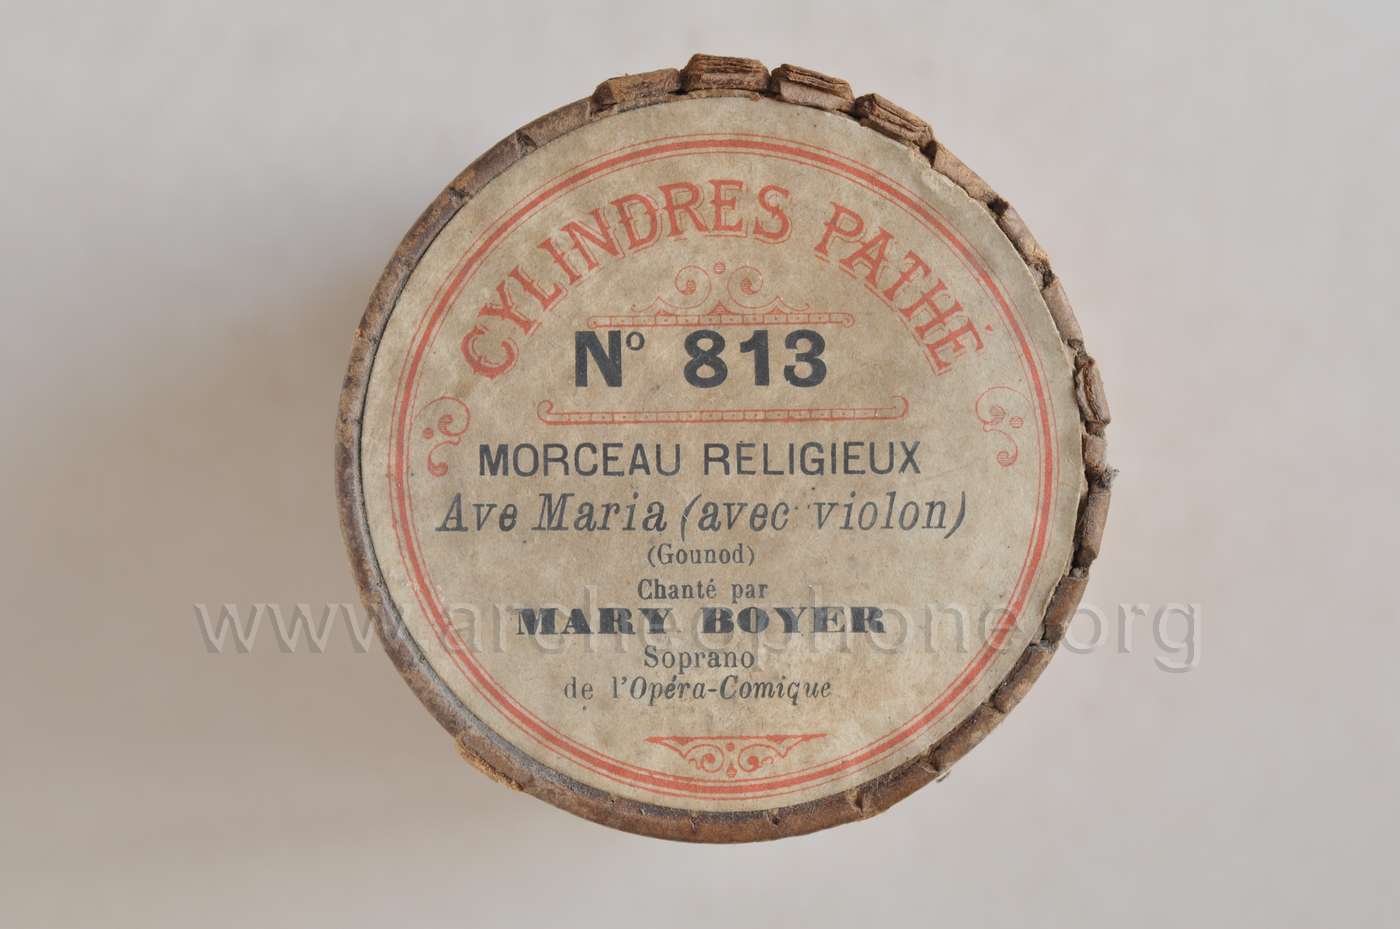 CYLINDRES PATHÉ
Nº 813
MORCEAU RELIGIEUX
Ave Maria (avec violon)
(Gounod)
Chanté par
MARY BOYER
Soprano
de l'Opéra-Comique
www.archeophone.org